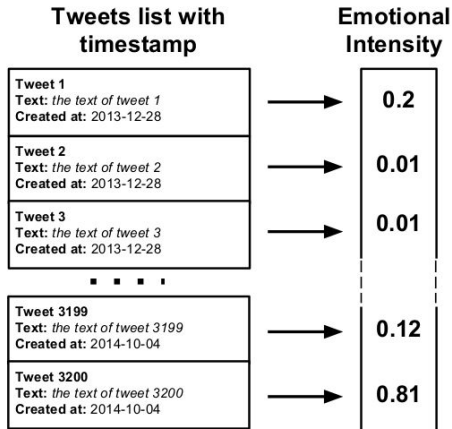 Tweets list with
timestamp
Emotional
Intensity
Tweet 1
Text: the text of tweet 1
Created at: 2013-12-28
0.2
Tweet 2
Text: the text of tweet 2
Created at: 2013-12-28
0.01
Tweet 3
Text: the text of tweet 3
Created at: 2013-12-28
0.01
. . . .
Tweet 3199
Text: the text of tweet 3199
Created at: 2014-10-04
0.12
Tweet 3200
Text: the text of tweet 3200
Created at: 2014-10-04
0.81